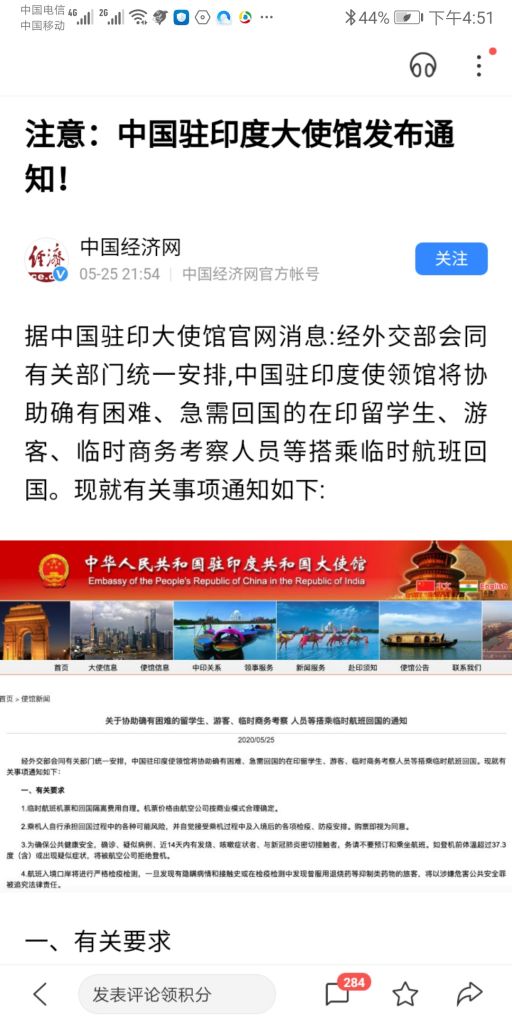 中国电信 4G 2G 44% 下午4:51
中国移动
注意：中国驻印度大使馆发布通
知！
经济
ce.c
中国经济网
05-25 21:54 | 中国经济网官方帐号
关注
据中国驻印大使馆官网消息:经外交部会同
有关部门统一安排,中国驻印度使领馆将协
助确有困难、急需回国的在印留学生、游
客、临时商务考察人员等搭乘临时航班回
国。现就有关事项通知如下:
中华人民共和国驻印度共和国大使馆
Embassy of the People's Republic of China in the Republic of India
中文 English
首页 大使信息 使馆信息 中印关系 领事服务 新闻服务 赴印须知 使馆公告 联系我们
首页 > 使馆新闻
关于协助确有困难的留学生、游客、临时商务考察 人员等搭乘临时航班回国的通知
2020/05/25
经外交部会同有关部门统一安排，中国驻印度使领馆将协助确有困难、急需回国的在印留学生、游客、临时商务考察人员等搭乘临时航班回国。现就有
关事项通知如下：
一、有关要求
1.临时航班机票和回国隔离费用自理。机票价格由航空公司按商业模式合理确定。
2.乘机人自行承担回国过程中的各种可能风险，并自觉接受乘机过程中及入境后的各项检疫、防疫安排。购票即视为同意。
3.为确保公共健康安全，确诊、疑似病例、近14天内有发烧、咳嗽症状者、与新冠肺炎密切接触者，务请不要预订和乘坐航班。如登机前体温超过37.3
度（含）或出现疑似症状，将被航空公司拒绝登机。
4.航班入境口岸将进行严格检疫检测，一旦发现有隐瞒病情和接触史或在检疫检测中发现曾服用退烧药等抑制类药物的旅客，将以涉嫌危害公共安全罪
被追究法律责任。
一、有关要求
发表评论领积分
284